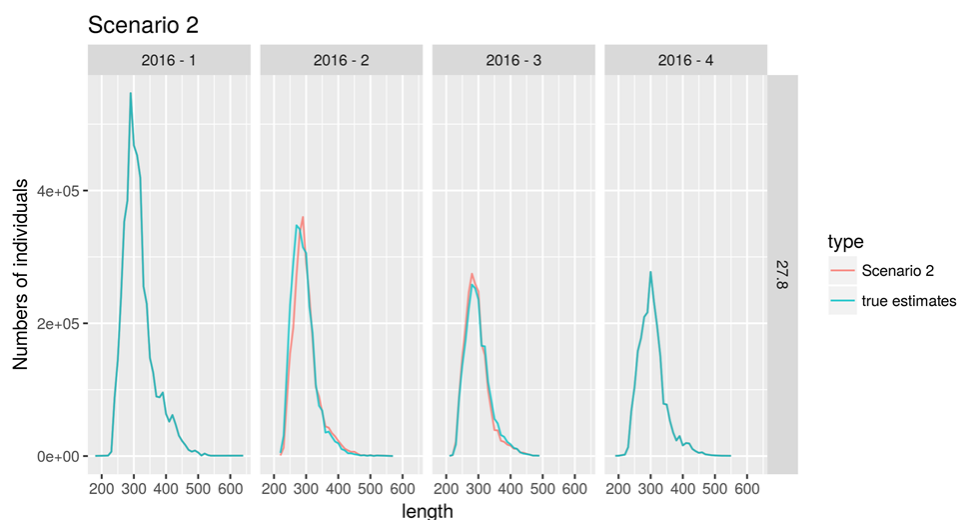 Scenario 2
2016 - 1
2016 - 2
2016 - 3
2016 - 4
Numbers of individuals
4e+05
2e+05
0e+00
200 300 400 500 600
200 300 400 500 600
200 300 400 500 600
200 300 400 500 600
length
27.8
type
Scenario 2
true estimates